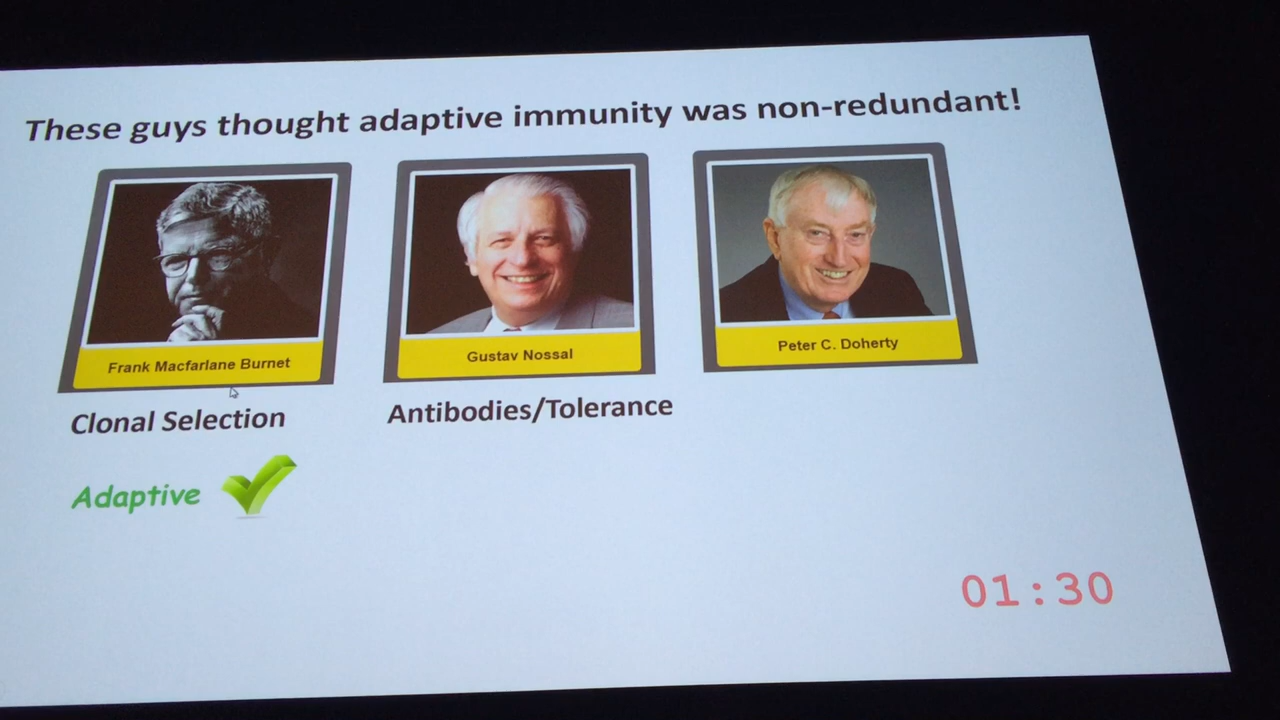 These guys thought adaptive immunity was non-redundant!
Frank Macfarlane Burnet
Gustav Nossal
Peter C. Doherty
Clonal Selection
Antibodies/Tolerance
Adaptive
01:30